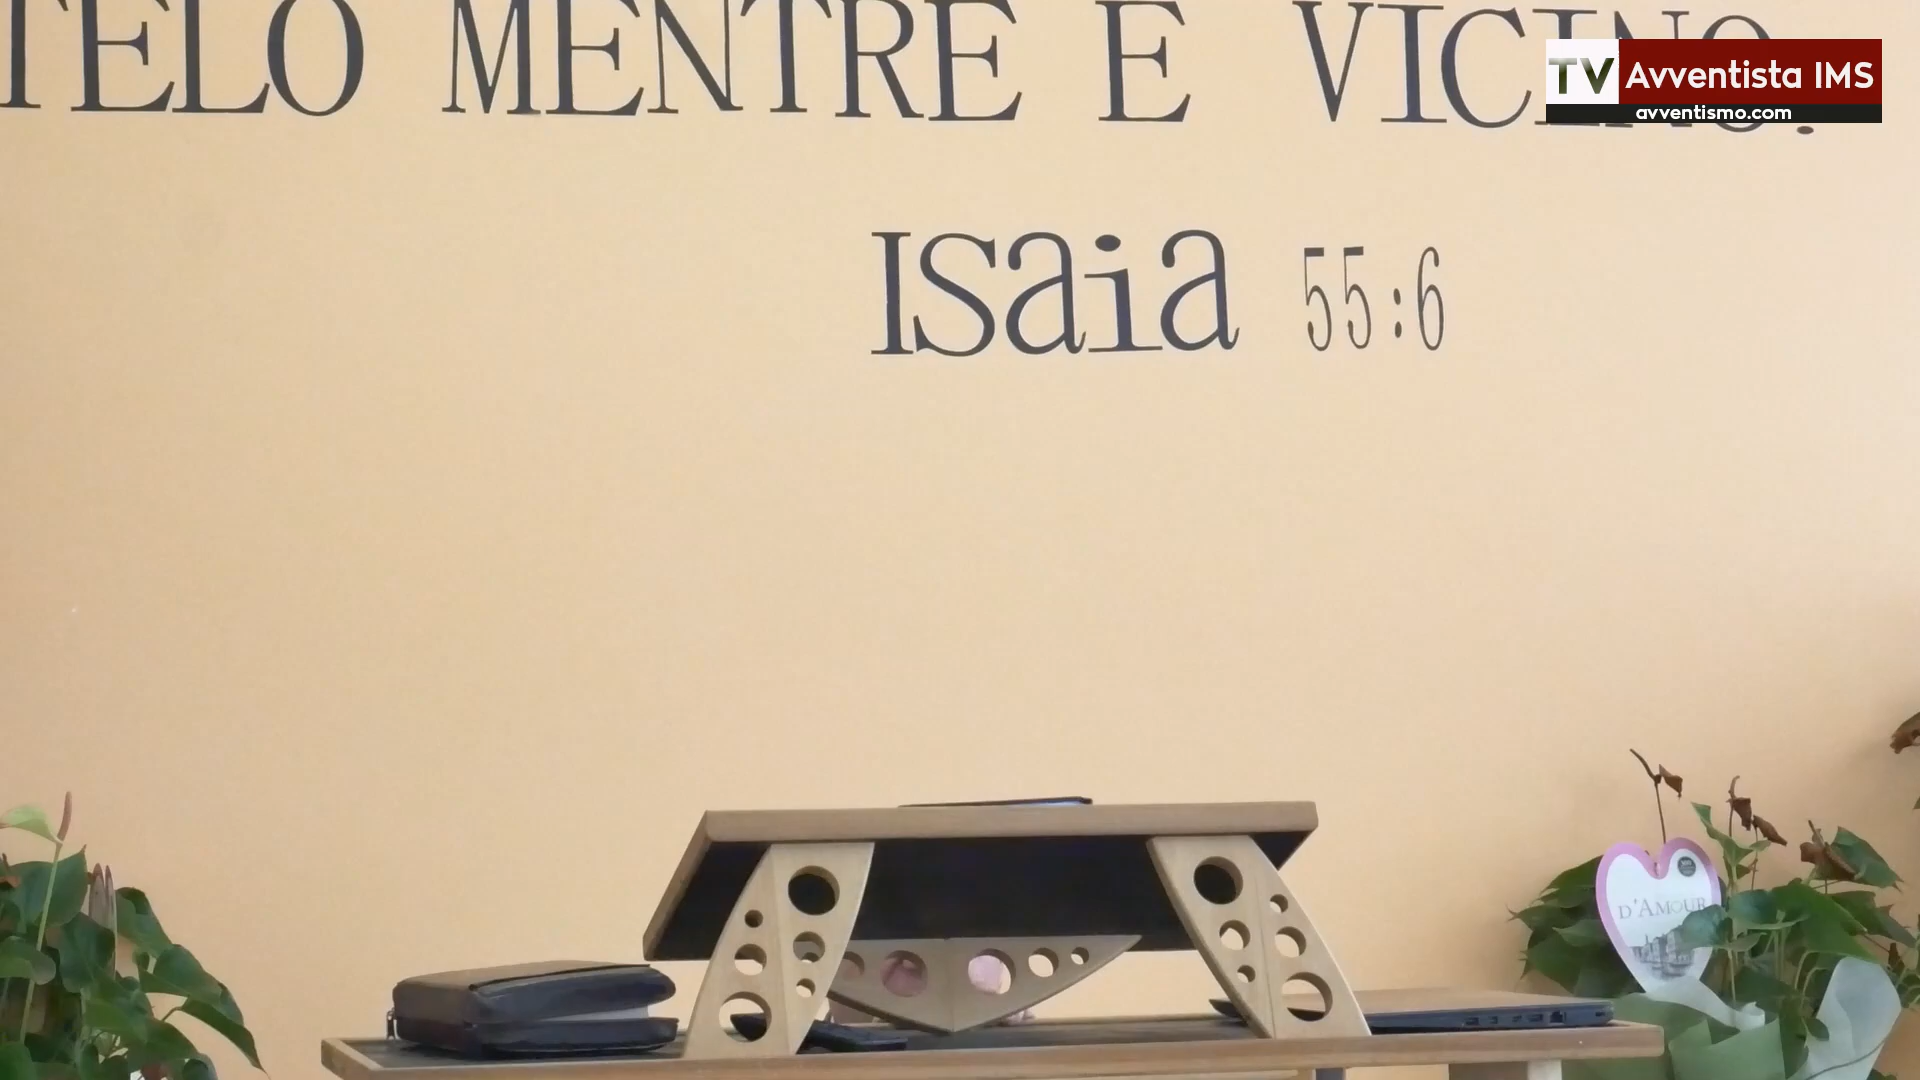 TELO MENTRE E VICINO.
Isaia 55:6
TV Avventista IMS
avventismo.com
D'AMOUR